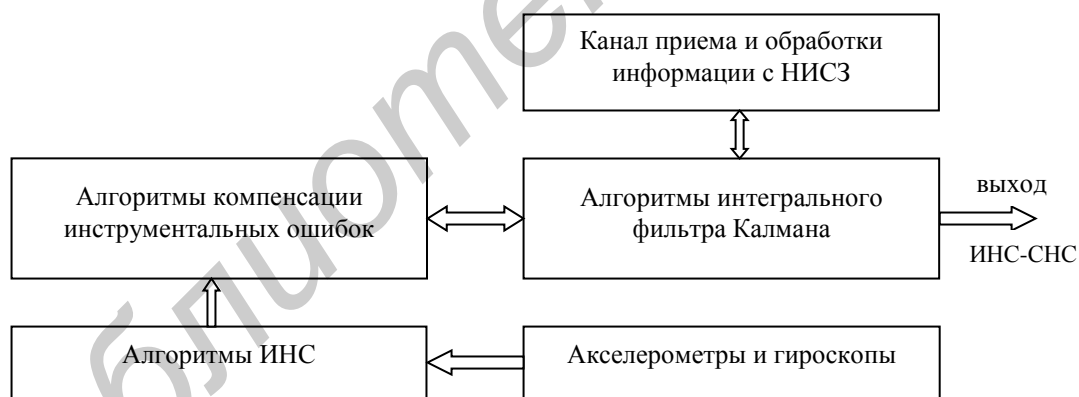 Канал приема и обработки
информации с НИСЗ
Алгоритмы компенсации
инструментальных ошибок
Алгоритмы интегрального
фильтра Калмана
выход
ИНС-СНС
Алгоритмы ИНС
Акселерометры и гироскопы